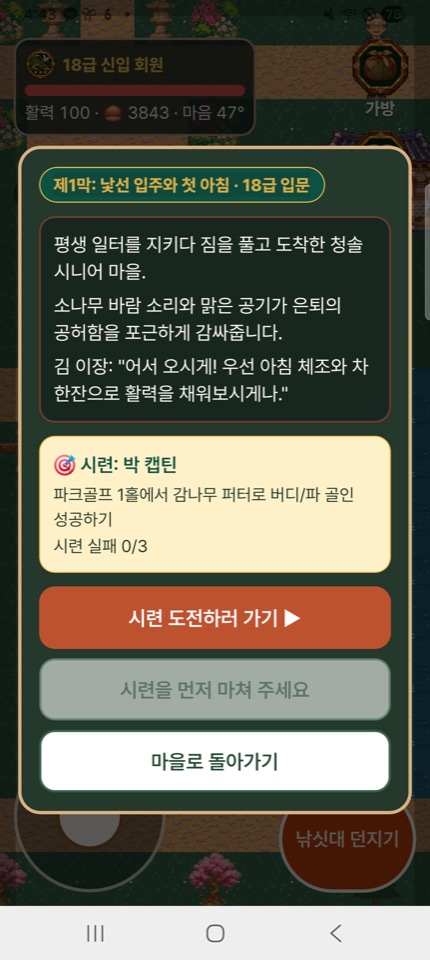 4:43
78
18급 신입 회원
활력 100 · 3843 · 마음 47°
가방
제1막: 낯선 입주와 첫 아침 · 18급 입문
평생 일터를 지키다 짐을 풀고 도착한 청솔
시니어 마을.
소나무 바람 소리와 맑은 공기가 은퇴의
공허함을 포근하게 감싸줍니다.
김 이장: "어서 오시게! 우선 아침 체조와 차
한잔으로 활력을 채워보시게나."
시련: 박 캡틴
파크골프 1홀에서 감나무 퍼터로 버디/파 골인
성공하기
시련 실패 0/3
시련 도전하러 가기 ▶
시련을 먼저 마쳐 주세요
마을로 돌아가기
낚싯대 던지기